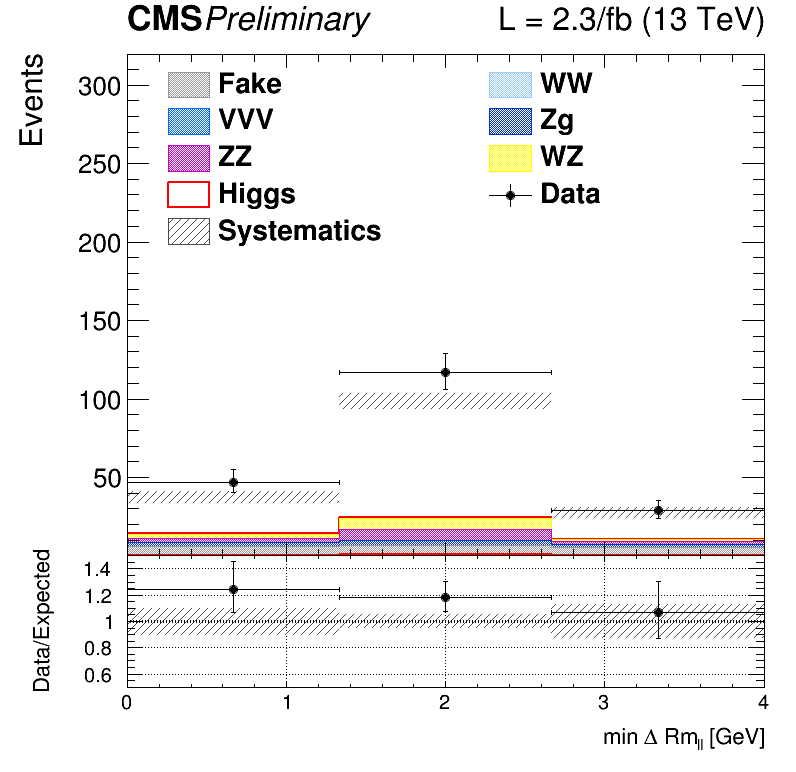 CMS Preliminary L = 2.3/fb (13 TeV)
Events
300
250
200
150
100
50
Fake WW
VVV Zg
ZZ WZ
Higgs Data
Systematics
Data/Expected
1.4
1.2
1
0.8
0.6
0 1 2 3 4
min Δ Rm_ll [GeV]